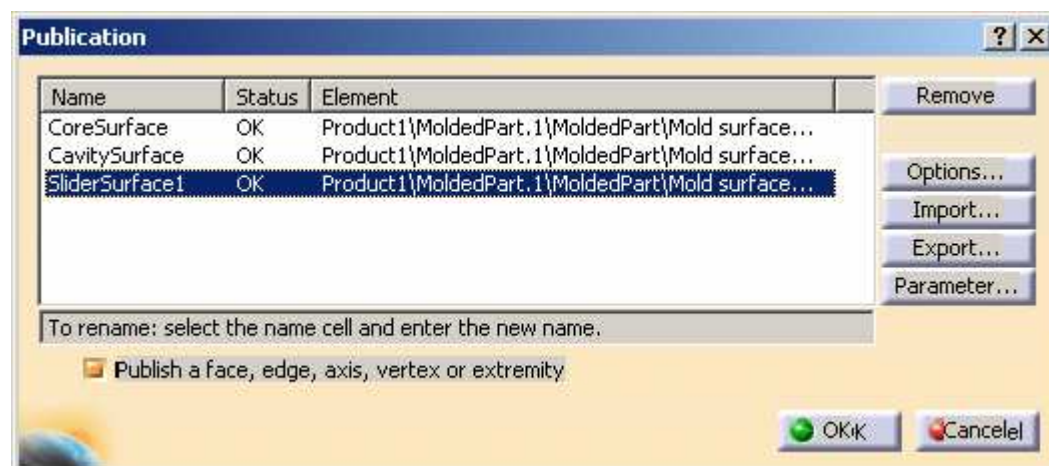 Publication
Name Status Element
CoreSurface OK Product1\MoldedPart.1\MoldedPart\Mold surface...
CavitySurface OK Product1\MoldedPart.1\MoldedPart\Mold surface...
SliderSurface1 OK Product1\MoldedPart.1\MoldedPart\Mold surface...
Remove
Options...
Import...
Export...
Parameter...
To rename: select the name cell and enter the new name.
Publish a face, edge, axis, vertex or extremity
OKK Cancelel